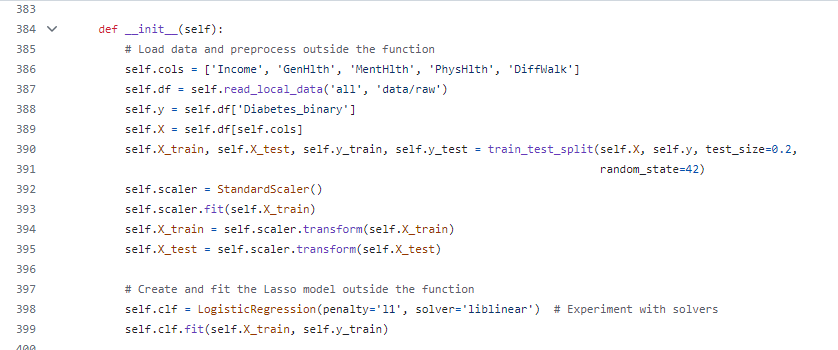 383
384 def __init__(self):
385 # Load data and preprocess outside the function
386 self.cols = ['Income', 'GenHlth', 'MentHlth', 'PhysHlth', 'DiffWalk']
387 self.df = self.read_local_data('all', 'data/raw')
388 self.y = self.df['Diabetes_binary']
389 self.X = self.df[self.cols]
390 self.X_train, self.X_test, self.y_train, self.y_test = train_test_split(self.X, self.y, test_size=0.2,
391 random_state=42)
392 self.scaler = StandardScaler()
393 self.scaler.fit(self.X_train)
394 self.X_train = self.scaler.transform(self.X_train)
395 self.X_test = self.scaler.transform(self.X_test)
396
397 # Create and fit the Lasso model outside the function
398 self.clf = LogisticRegression(penalty='l1', solver='liblinear')  # Experiment with solvers
399 self.clf.fit(self.X_train, self.y_train)
400